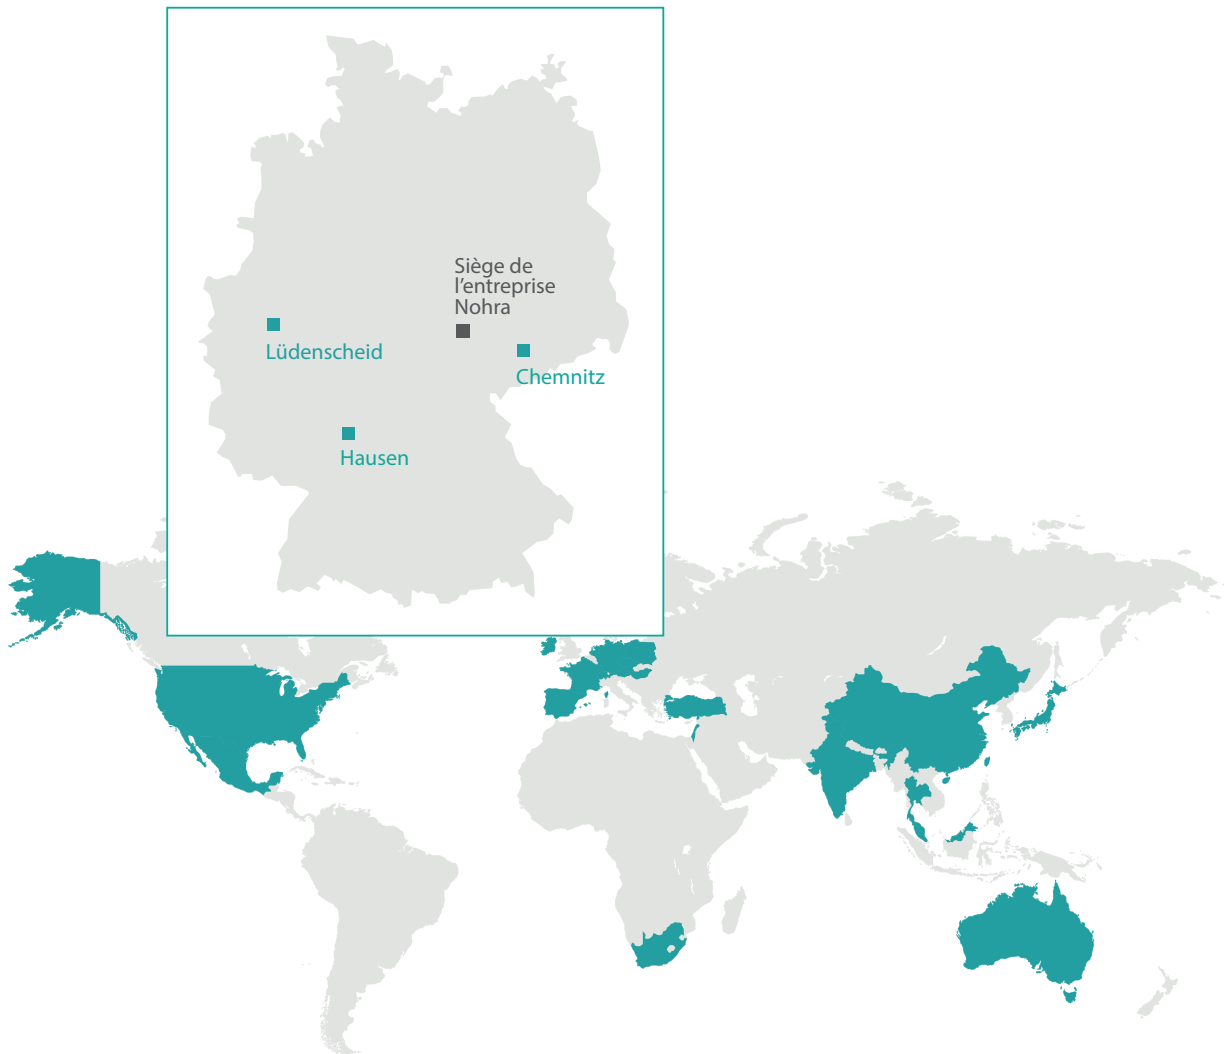 Siège de
l’entreprise
Nohra
Lüdenscheid
Chemnitz
Hausen